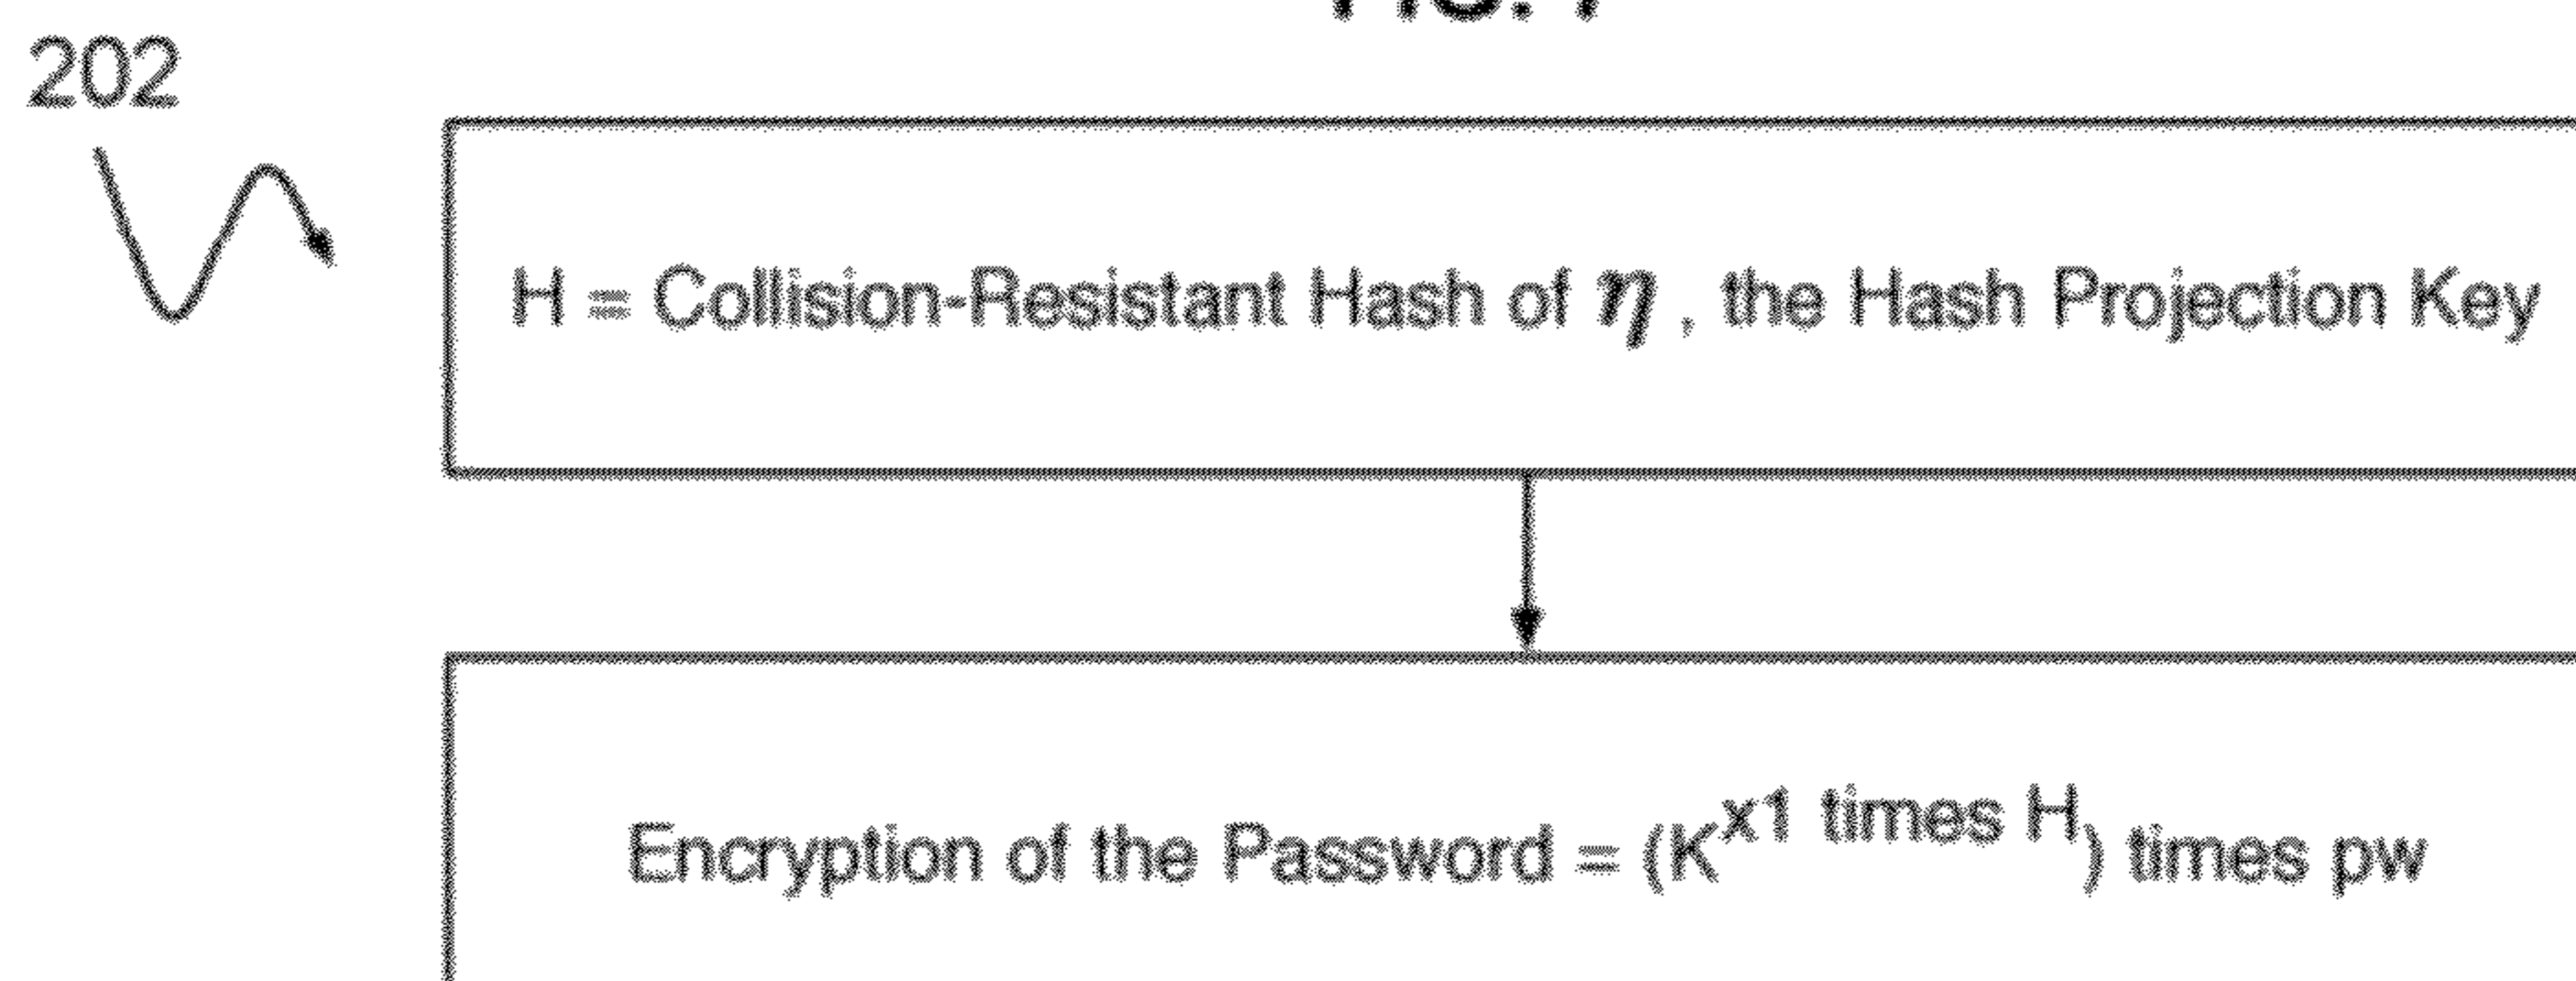 202
H = Collision-Resistant Hash of η , the Hash Projection Key
Encryption of the Password = (K^x1 times H) times pw